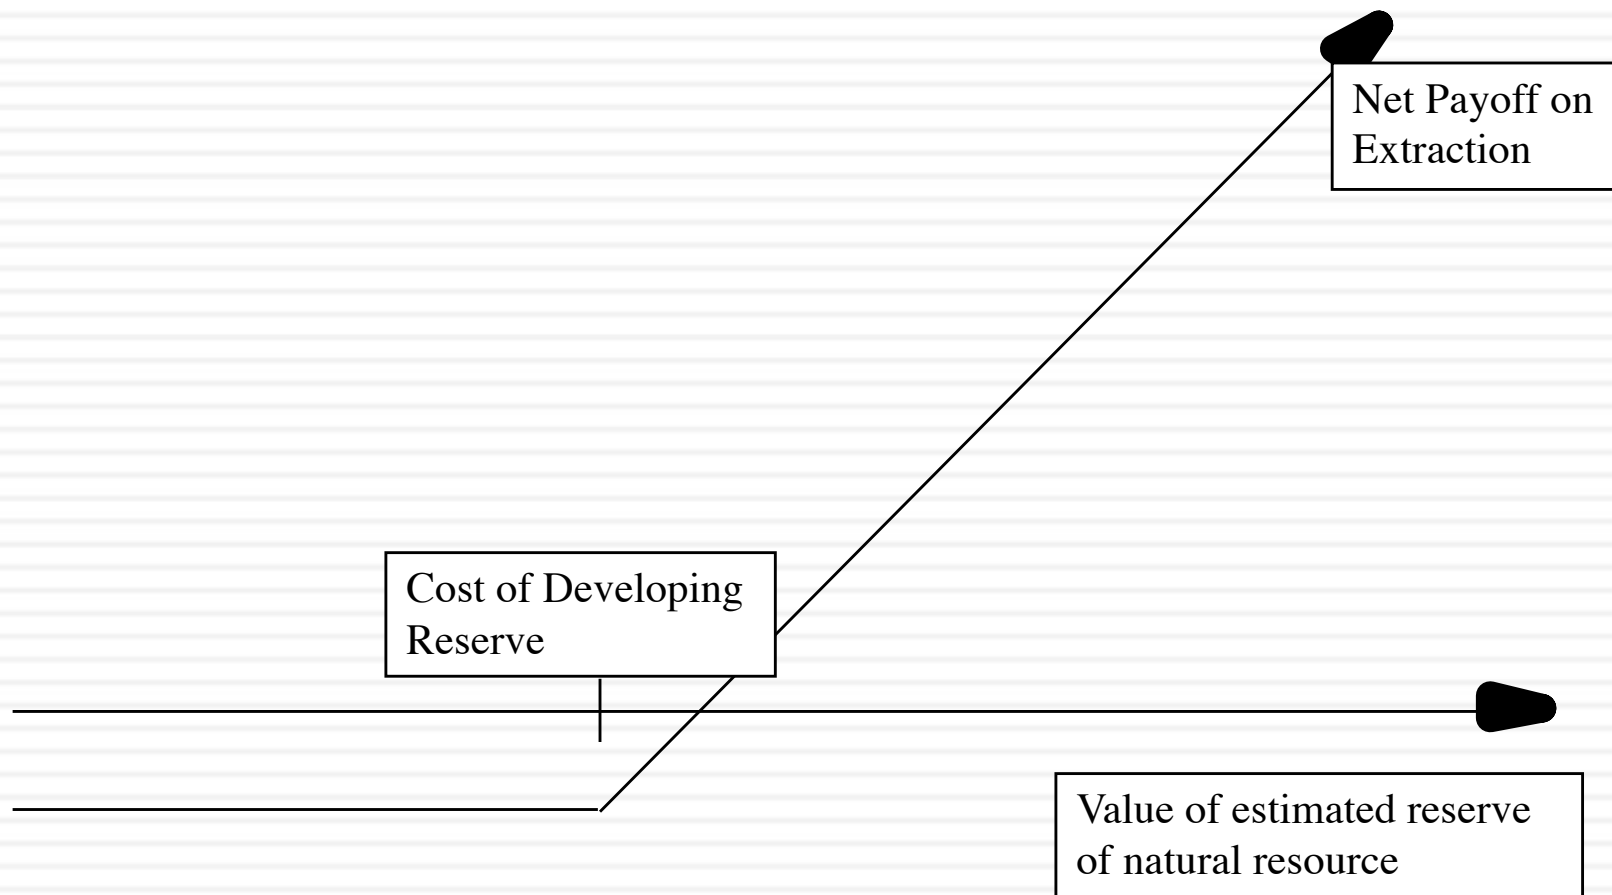 Net Payoff on
Extraction
Cost of Developing
Reserve
Value of estimated reserve
of natural resource